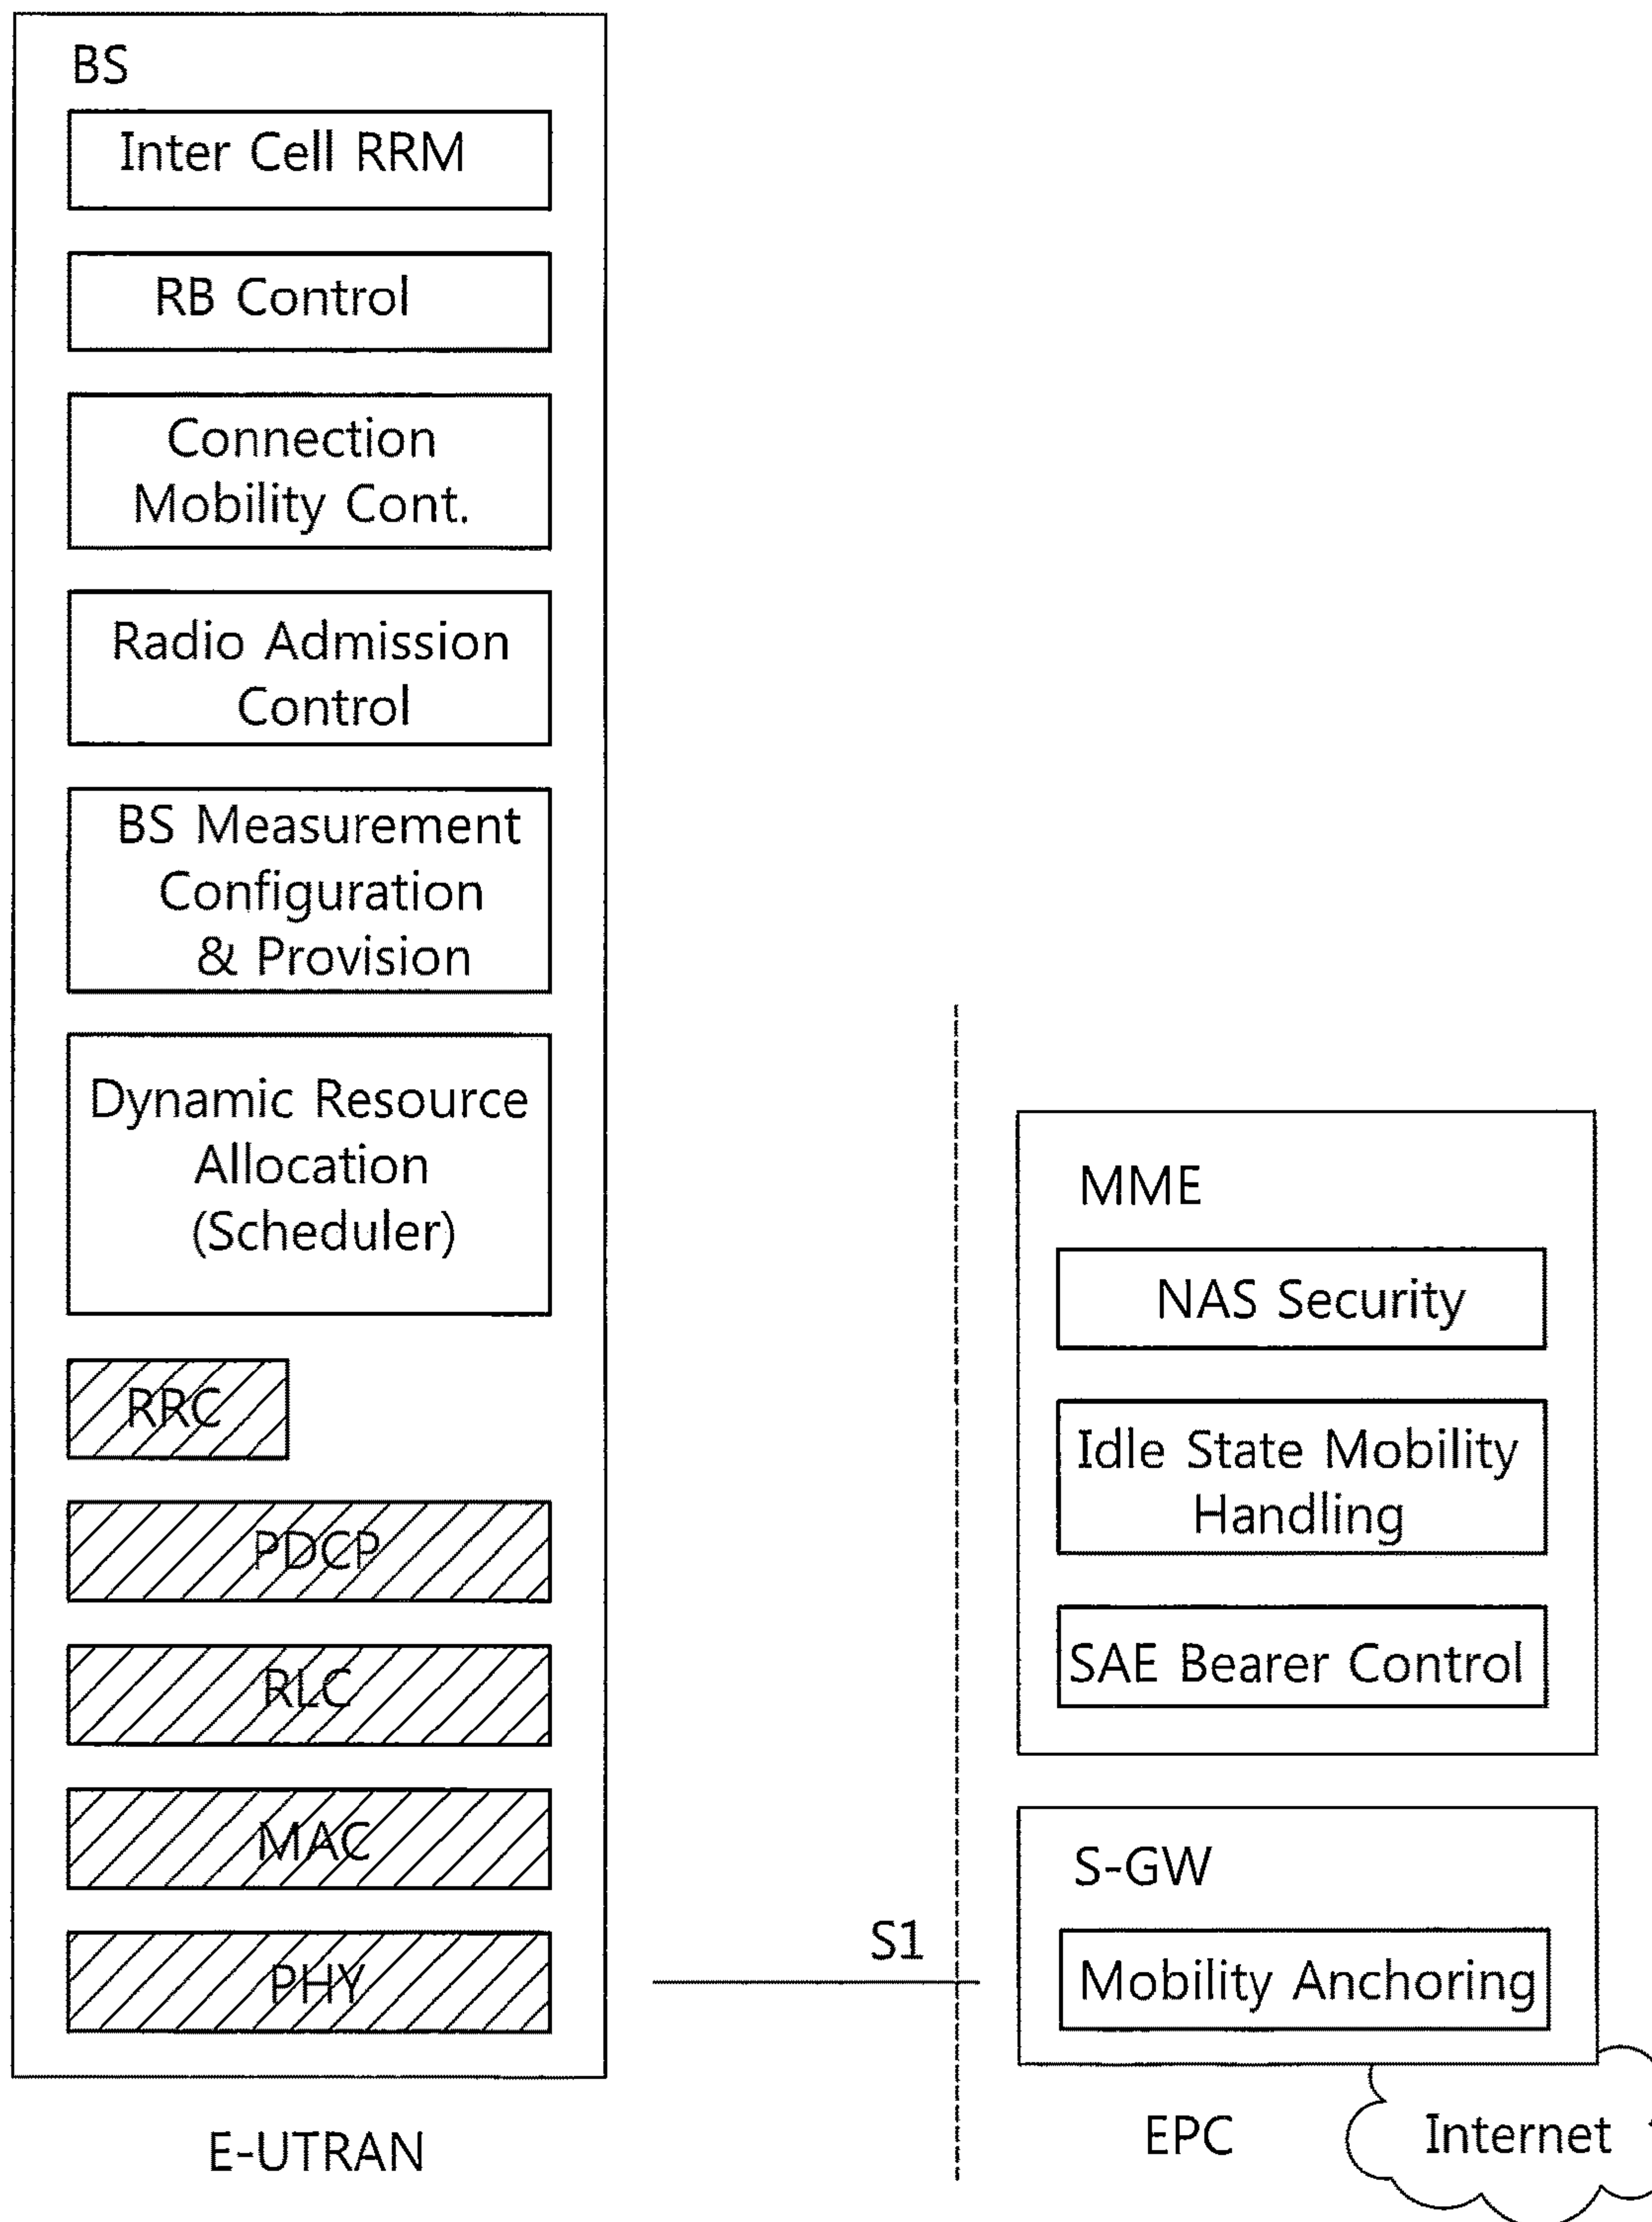 BS
Inter Cell RRM
RB Control
Connection
Mobility Cont.
Radio Admission
Control
BS Measurement
Configuration
& Provision
Dynamic Resource
Allocation
(Scheduler)
RRC
PDCP
RLC
MAC
PHY
E-UTRAN
S1
MME
NAS Security
Idle State Mobility
Handling
SAE Bearer Control
S-GW
Mobility Anchoring
EPC
Internet